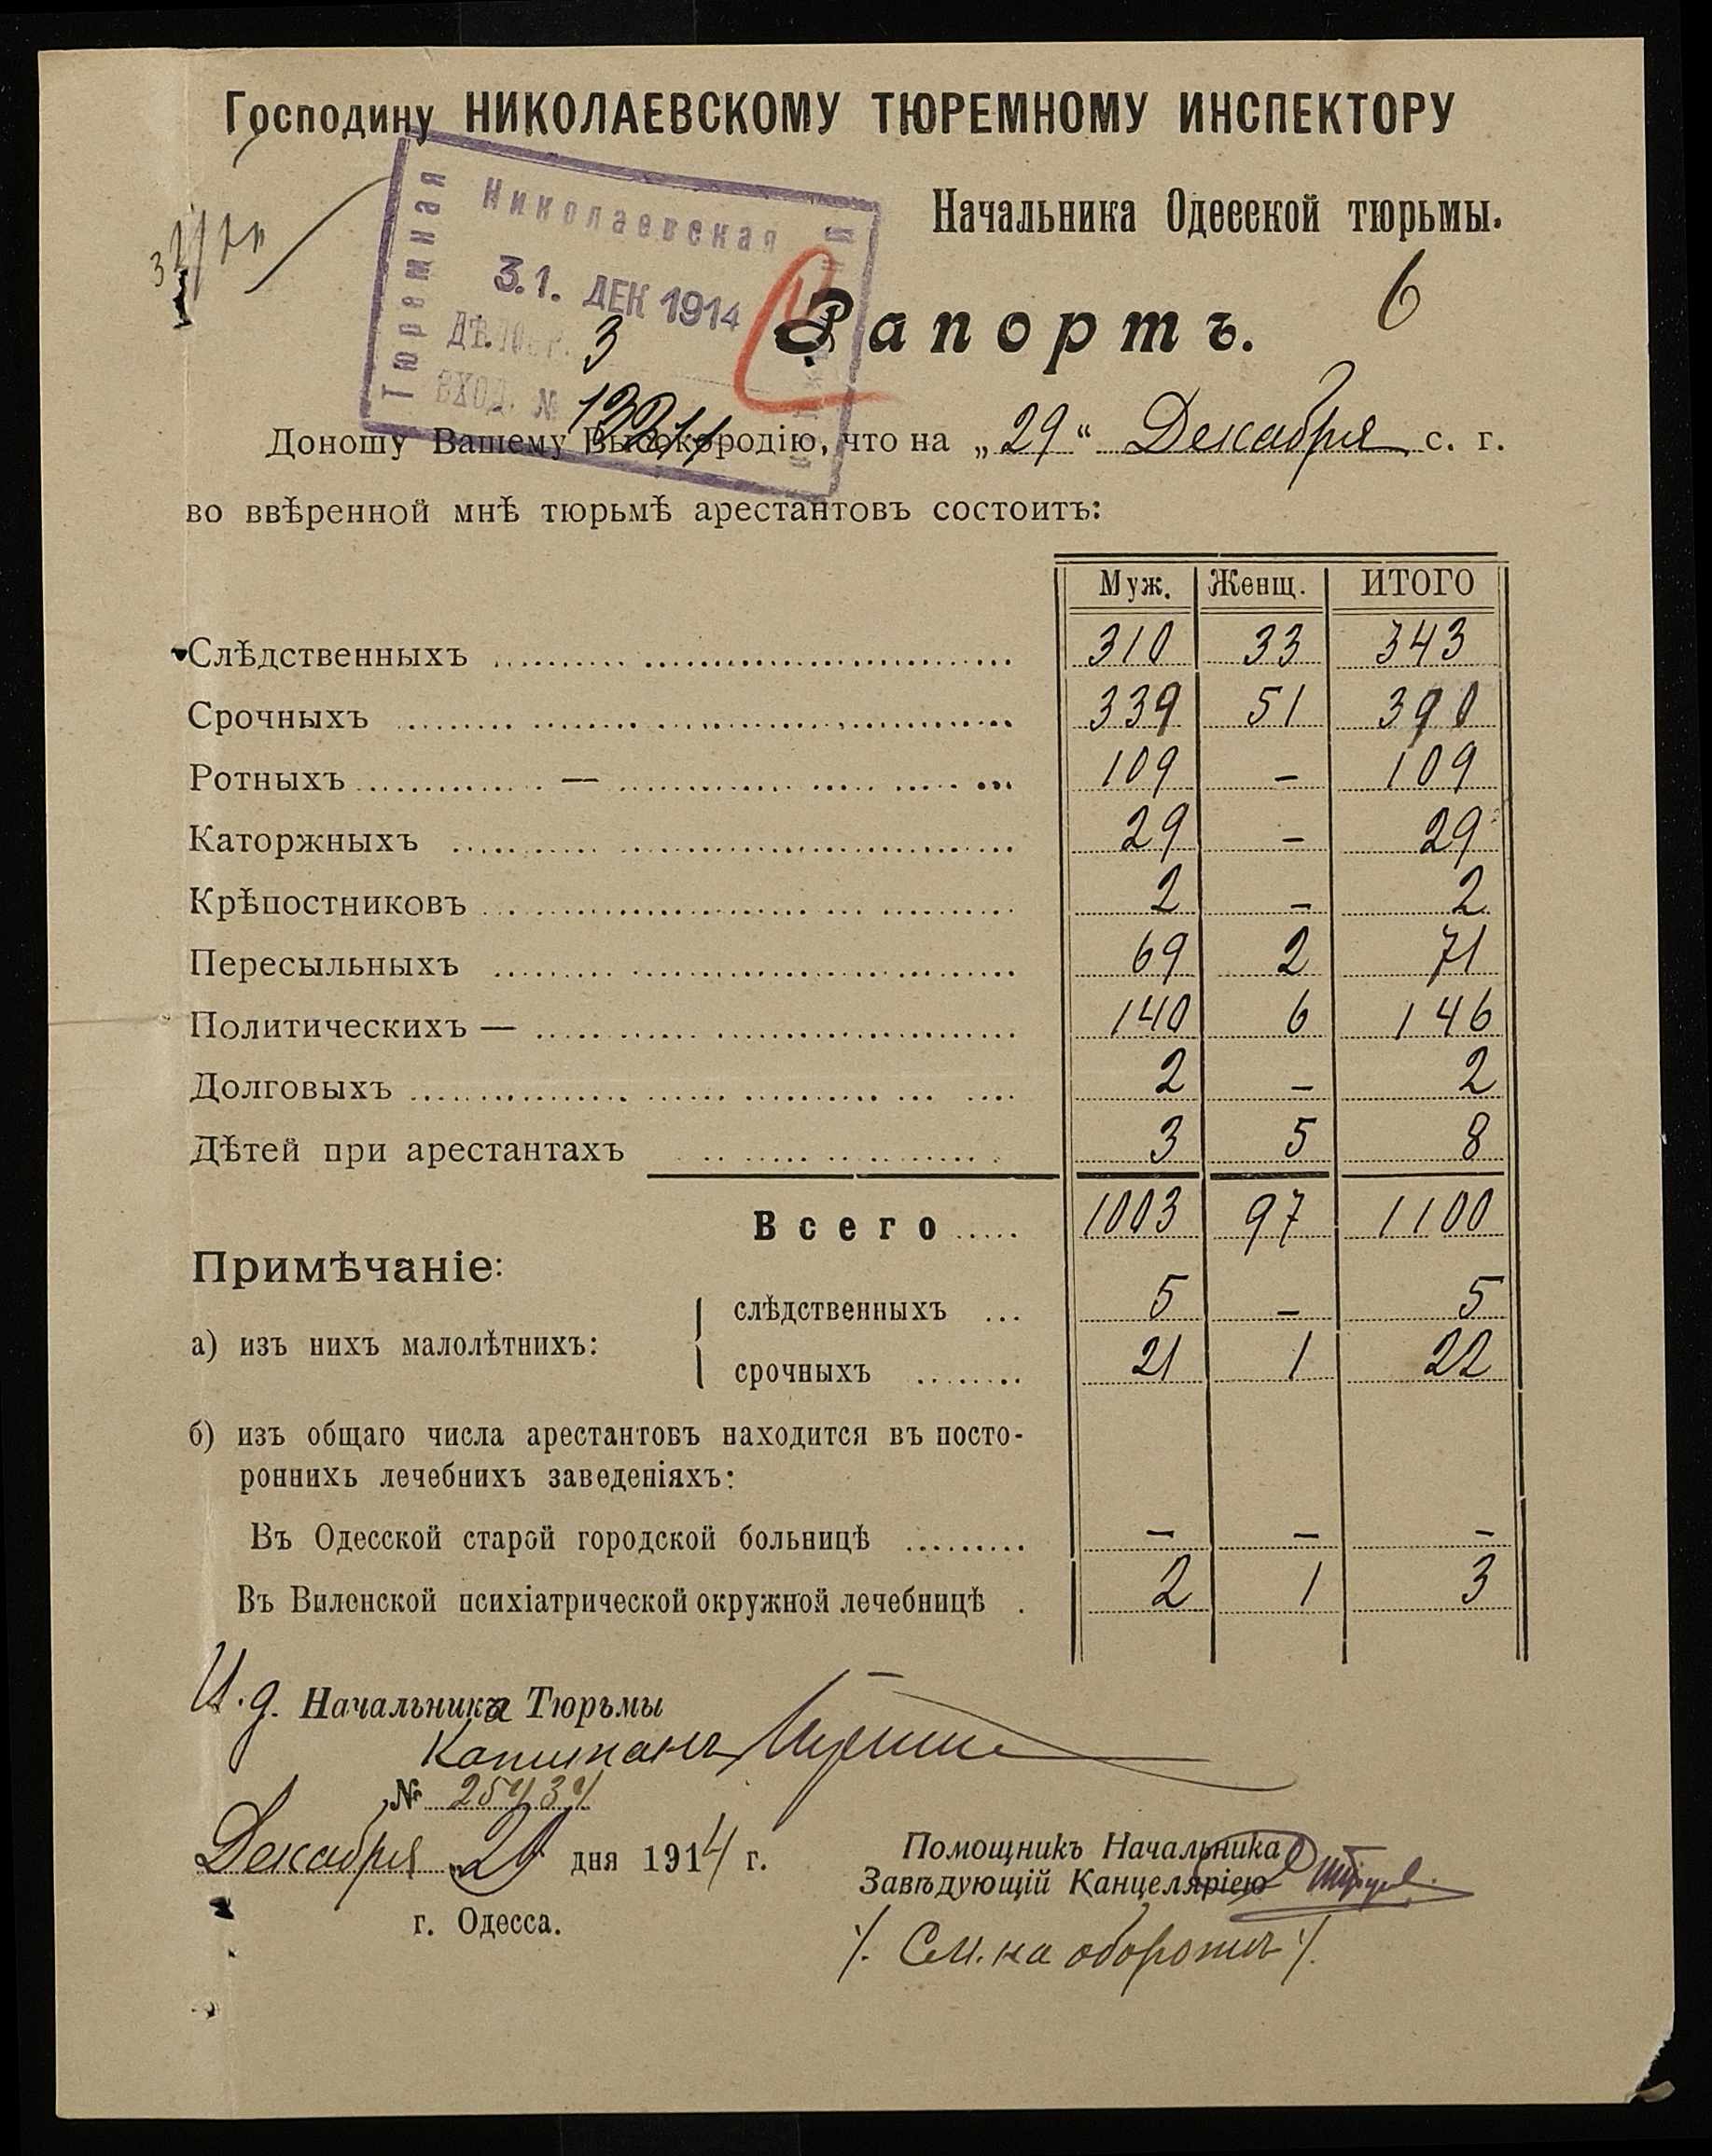 Господину НИКОЛАЕВСКОМУ ТЮРЕМНОМУ ИНСПЕКТОРУ
Начальника Одесской тюрьмы.
Тюремная
Николаевская
31. ДЕК 1914
ДѢЛОПР. 3
ВХОД. №
6
Рапортъ.
Доношу Вашему Высокородію, что на „29“ Декабря с. г.
во ввѣренной мнѣ тюрьмѣ арестантовъ состоитъ:
Муж. Женщ. ИТОГО
Слѣдственныхъ 310 33 343
Срочныхъ 339 51 390
Ротныхъ — 109 – 109
Каторжныхъ 29 – 29
Крѣпостниковъ 2 – 2
Пересыльныхъ 69 2 71
Политическихъ — 140 6 146
Долговыхъ 2 – 2
Дѣтей при арестантахъ 3 5 8
Всего 1003 97 1100
Примѣчаніе:
а) изъ нихъ малолѣтнихъ:
слѣдственныхъ 5 – 5
срочныхъ 21 1 22
б) изъ общаго числа арестантовъ находится въ посто-
роннихъ лечебнихъ заведеніяхъ:
Въ Одесской старой городской больницѣ – – –
Въ Виленской психіатрической окружной лечебницѣ 2 1 3
И.д. Начальника Тюрьмы
Капитанъ
№ 25434
Декабря 29 дня 1914 г.
г. Одесса.
Помощникъ Начальника
Завѣдующій Канцеляріею
/. См. на оборотѣ /.